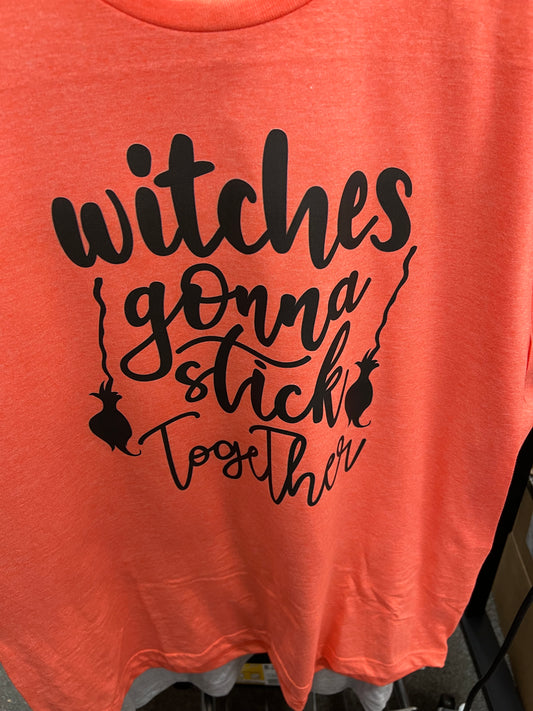 witches
gonna
stick
Together